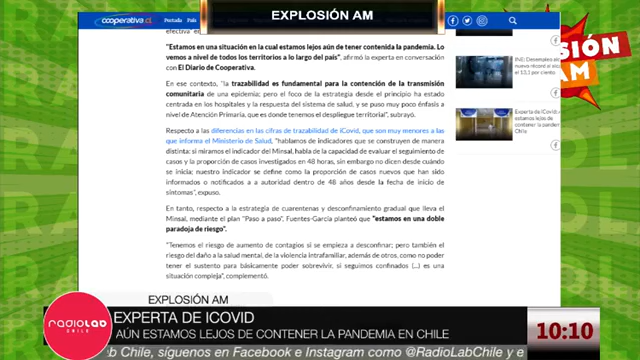 EXPLOSIÓN AM
cooperativa.cl
Portada
País
efectiva" en
"Estamos en una situación en la cual estamos lejos aún de tener contenida la pandemia. Lo
vemos a nivel de todos los territorios a lo largo del país", afirmó la experta en conversación
con El Diario de Cooperativa.
En ese contexto, "la trazabilidad es fundamental para la contención de la transmisión
comunitaria de una epidemia; pero el foco de la estrategia desde el principio ha estado
centrada en los hospitales y la respuesta del sistema de salud, y se puso muy poco énfasis a
nivel de Atención Primaria, que es donde tenemos el despliegue territorial", subrayó.
Respecto a las diferencias en las cifras de trazabilidad de iCovid, que son muy menores a las
que informa el Ministerio de Salud, "hablamos de indicadores que se construyen de manera
distinta: si miramos el indicador del Minsal, habla de la capacidad de evaluar el seguimiento de
casos y la proporción de casos investigados en 48 horas, sin embargo no dicen desde cuándo
se inicia; nuestro indicador se define como la proporción de casos nuevos que han sido
informados o notificados a a autoridad dentro de 48 años desde la fecha de inicio de
síntomas", expuso.
En tanto, respecto a la estrategia de cuarentenas y desconfinamiento gradual que lleva el
Minsal, mediante el plan "Paso a paso", Fuentes-García planteó que "estamos en una doble
paradoja de riesgo".
"Tenemos el riesgo de aumento de contagios si se empieza a desconfinar; pero también el
riesgo del daño a la salud mental, de la violencia intrafamiliar, además de otros, como no poder
tener el sustento para básicamente poder sobrevivir, si seguimos confinados (...) es una
situación compleja", complementó.
INE: Desempleo
nuevo récord al
13,1 por ciento
Experta de iCovid: A
estamos lejos de
contener la pandem
Chile
SIÓN
AM
EXPLOSIÓN AM
radioLab
CHILE
EXPERTA DE ICOVID
AÚN ESTAMOS LEJOS DE CONTENER LA PANDEMIA EN CHILE
10:10
b Chile, síguenos en Facebook e Instagram como @RadioLabChile y e